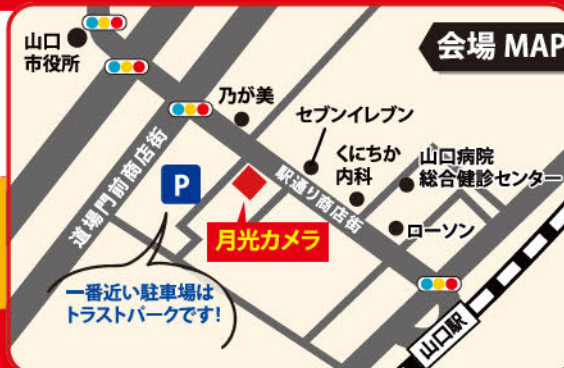 会場 MAP
山口
市役所
乃が美
セブンイレブン
くにちか
内科
山口病院
総合健診センター
道場門前商店街
P
駅通り商店街
ローソン
月光カメラ
一番近い駐車場は
トラストパークです!
山口駅